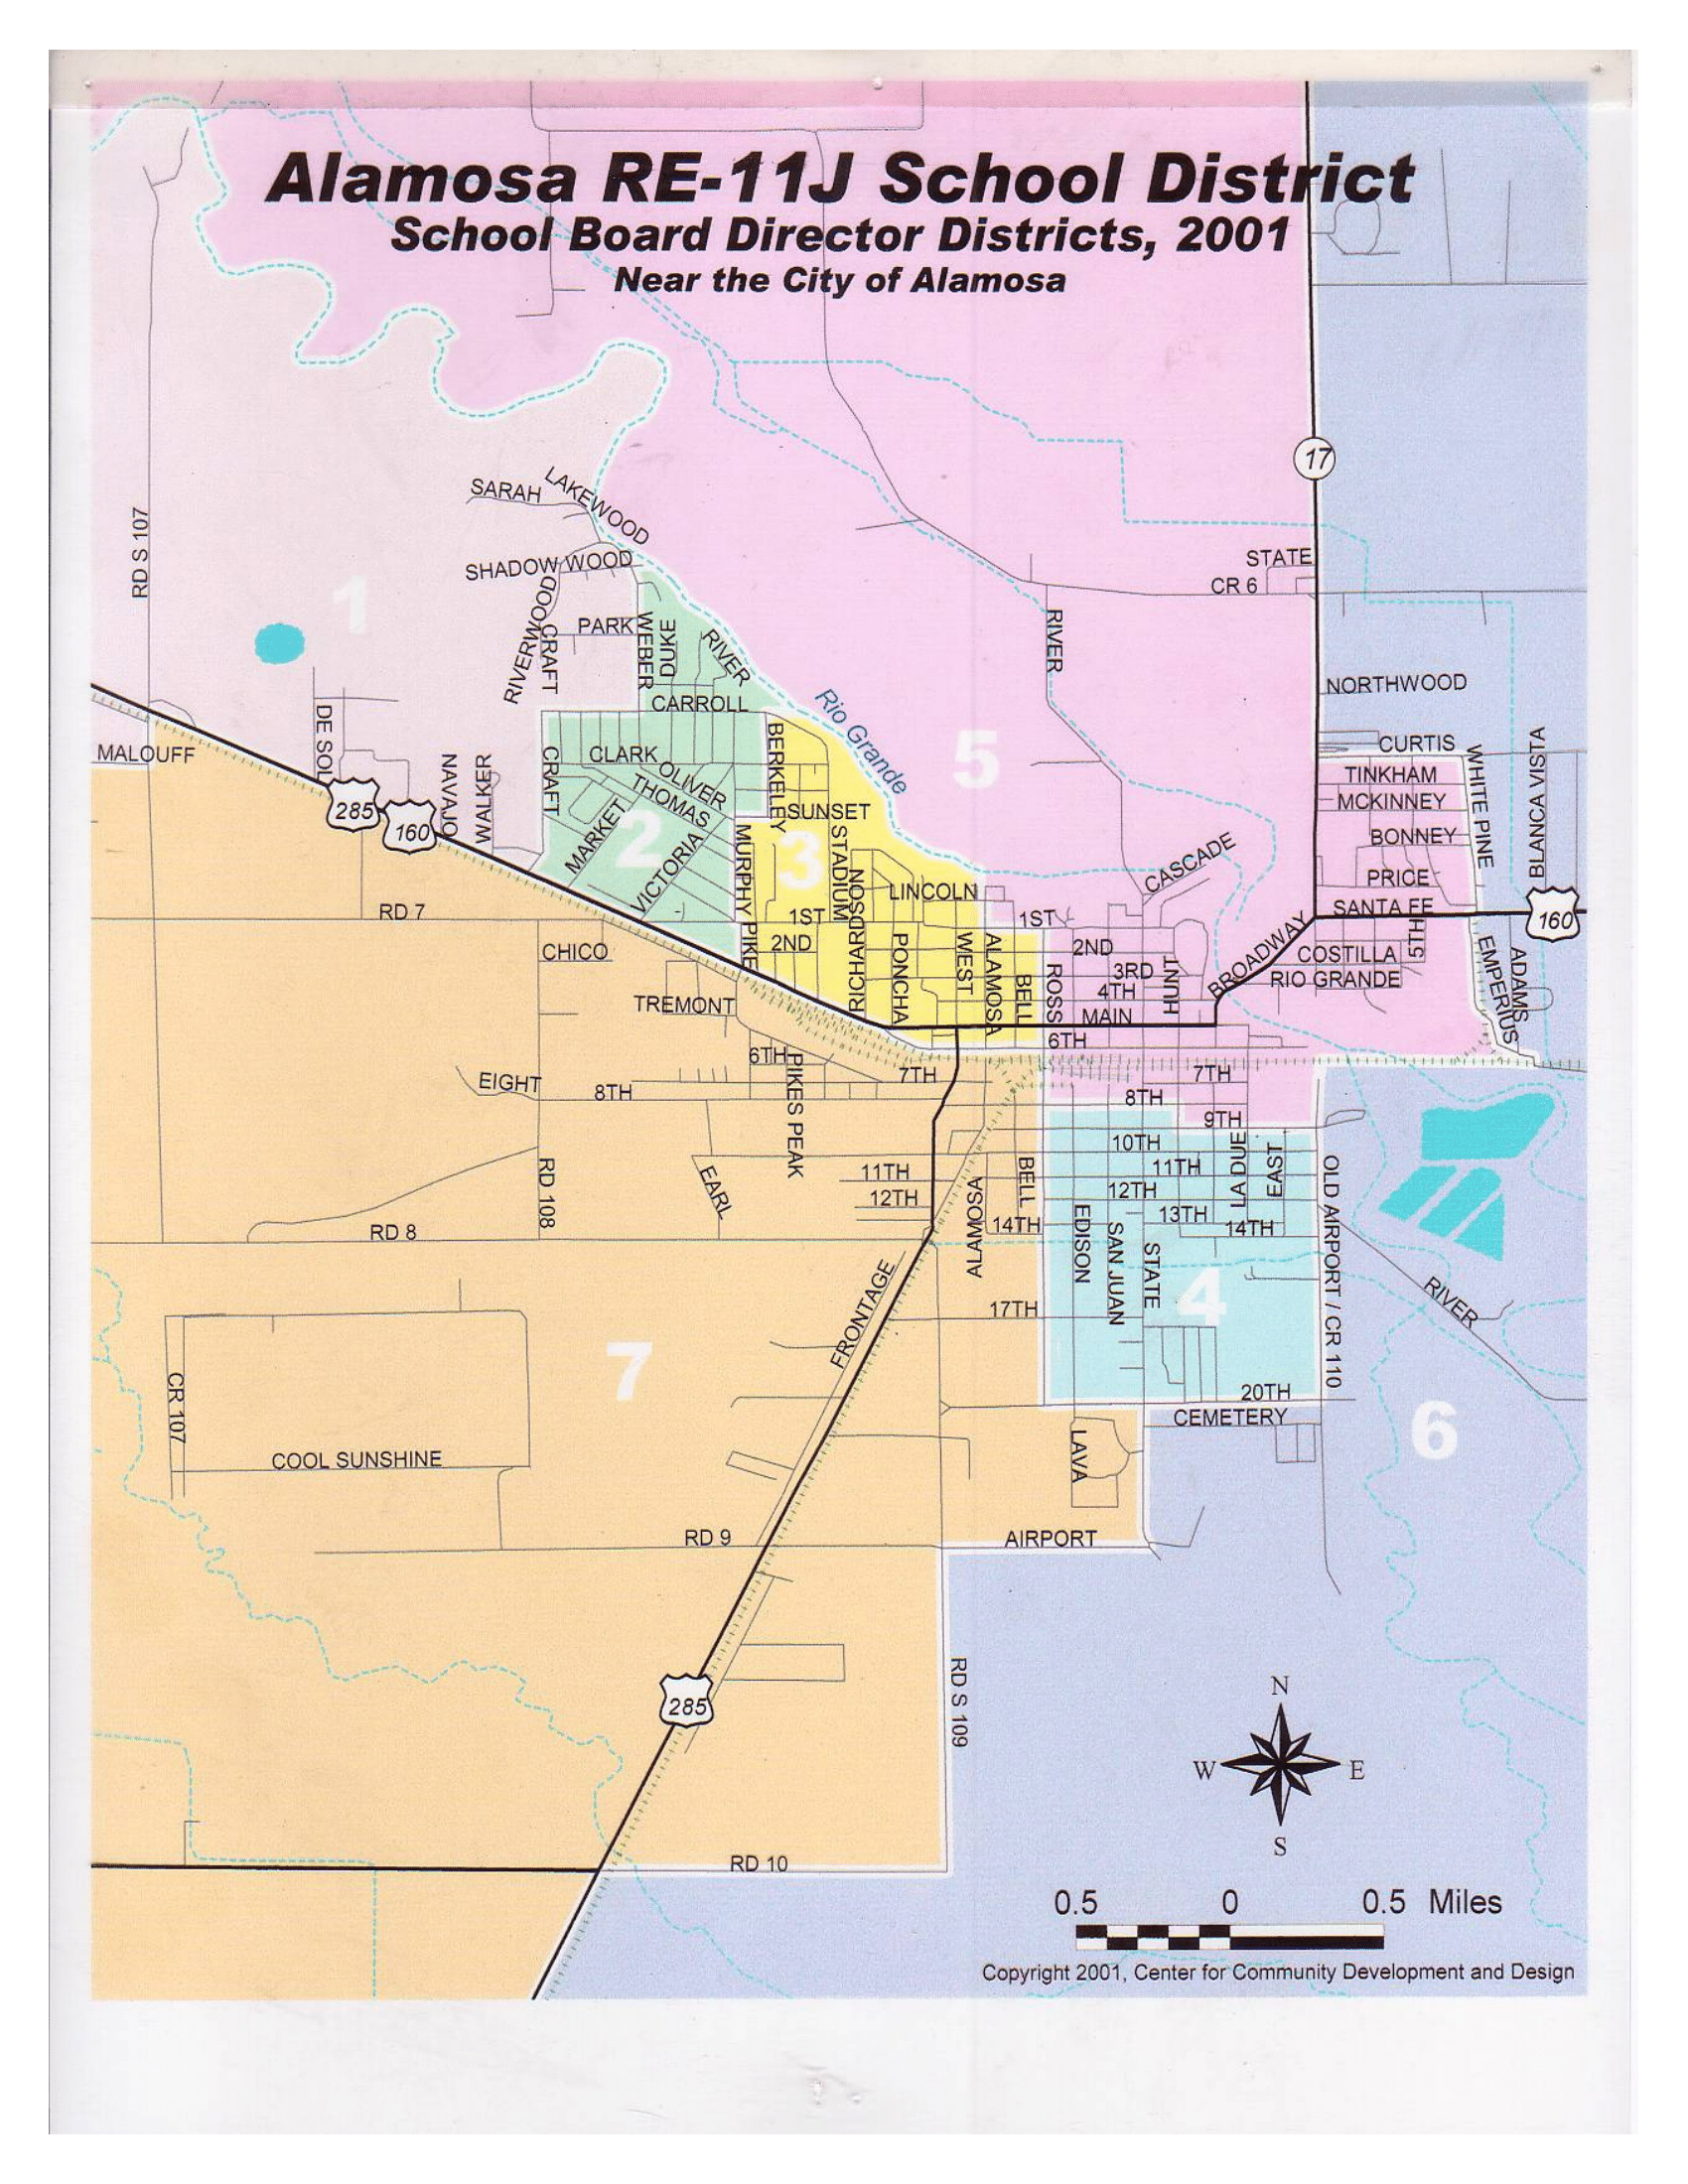 Alamosa RE-11J School District
School Board Director Districts, 2001
Near the City of Alamosa
17
SARAH
LAKEWOOD
RD S 107
STATE
SHADOW WOOD
CR 6
1
RIVERWOOD
CRAFT
PARK
WEBER
DUKE
RIVER
RIVER
NORTHWOOD
CARROLL
Rio Grande
DE SOL
MALOUFF
NAVAJO
WALKER
CRAFT
CLARK
OLIVER
THOMAS
BERKELEY
5
CURTIS
WHITE PINE
BLANCA VISTA
TINKHAM
MCKINNEY
285
160
MARKET
2
VICTORIA
MURPHY
PIKE
SUNSET
3
STADIUM
RICHARDSON
BONNEY
CASCADE
PRICE
LINCOLN
SANTA FE
5TH
160
RD 7
1ST
1ST
CHICO
2ND
PONCHA
WEST
ALAMOSA
BELL
ROSS
2ND
3RD
4TH
HUNT
BROADWAY
COSTILLA
RIO GRANDE
EMPERIUS
ADAMS
TREMONT
MAIN
6TH
6TH
PIKES PEAK
7TH
7TH
EIGHT
8TH
8TH
9TH
10TH
LA DUE
EAST
OLD AIRPORT / CR 110
RD 108
EARL
11TH
11TH
12TH
12TH
ALAMOSA
BELL
13TH
14TH
14TH
RD 8
EDISON
SAN JUAN
STATE
4
FRONTAGE
17TH
RIVER
7
CR 107
20TH
CEMETERY
6
COOL SUNSHINE
LAVA
RD 9
AIRPORT
285
RD S 109
N
W
E
S
RD 10
0.5 0 0.5 Miles
Copyright 2001, Center for Community Development and Design